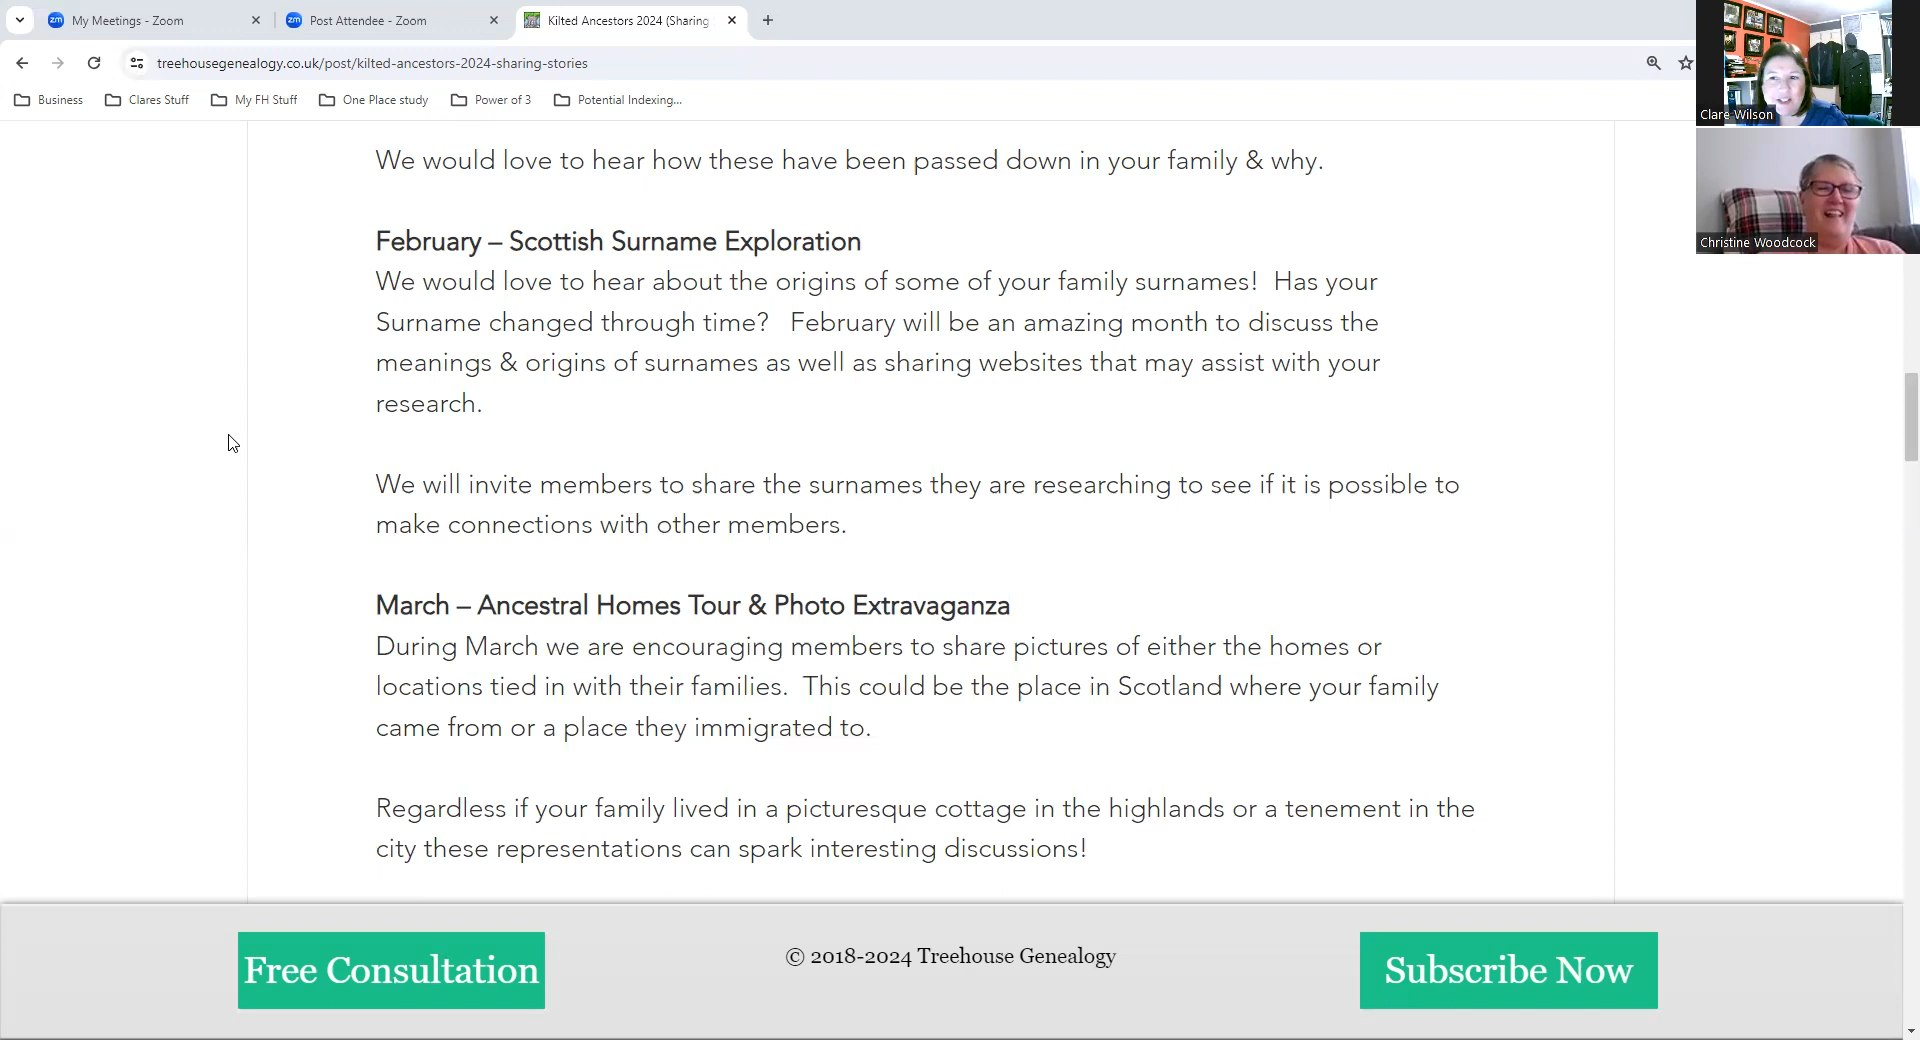 My Meetings - Zoom
Post Attendee - Zoom
Kilted Ancestors 2024 (Sharing
treehousegenealogy.co.uk/post/kilted-ancestors-2024-sharing-stories
Business
Clares Stuff
My FH Stuff
One Place study
Power of 3
Potential Indexing...
Clare Wilson
Christine Woodcock
We would love to hear how these have been passed down in your family & why.
February – Scottish Surname Exploration
We would love to hear about the origins of some of your family surnames! Has your
Surname changed through time? February will be an amazing month to discuss the
meanings & origins of surnames as well as sharing websites that may assist with your
research.
We will invite members to share the surnames they are researching to see if it is possible to
make connections with other members.
March – Ancestral Homes Tour & Photo Extravaganza
During March we are encouraging members to share pictures of either the homes or
locations tied in with their families. This could be the place in Scotland where your family
came from or a place they immigrated to.
Regardless if your family lived in a picturesque cottage in the highlands or a tenement in the
city these representations can spark interesting discussions!
Free Consultation
© 2018-2024 Treehouse Genealogy
Subscribe Now